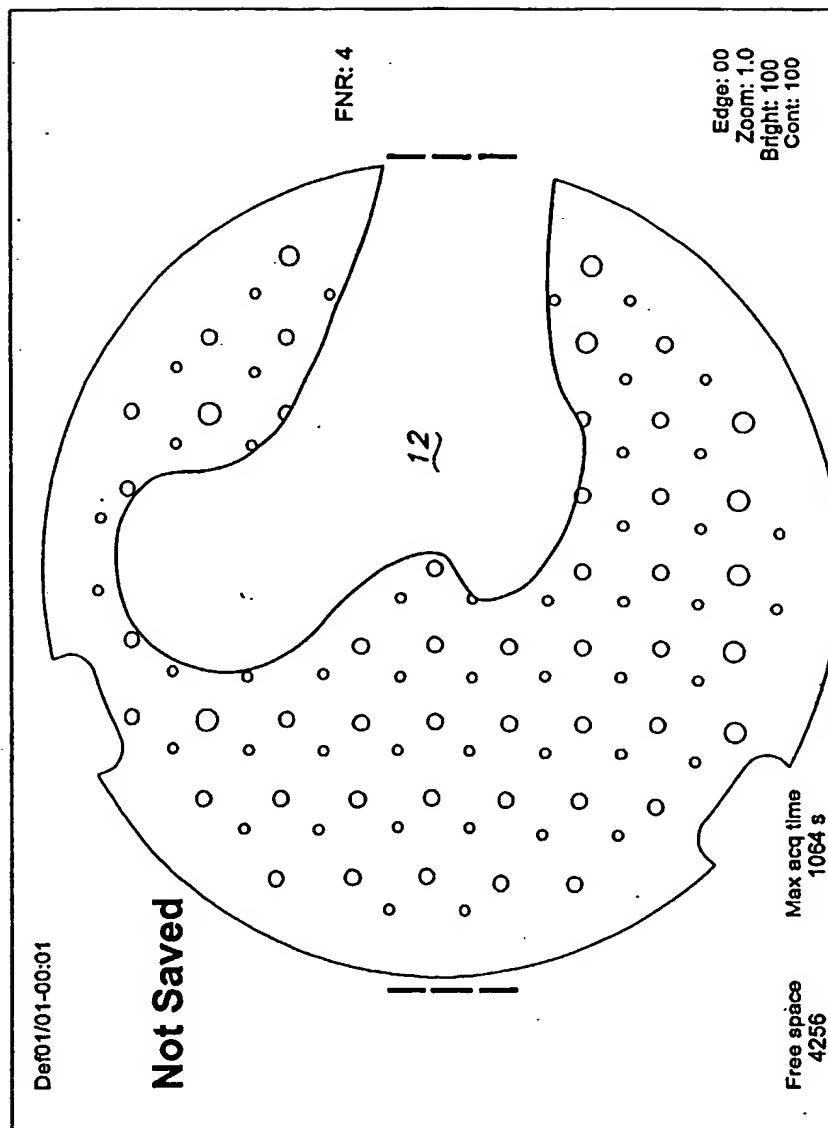 Def01/01-00:01
Not Saved
FNR: 4
12
Free space
4256
Max acq time
1064 s
Edge: 00
Zoom: 1.0
Bright: 100
Cont: 100